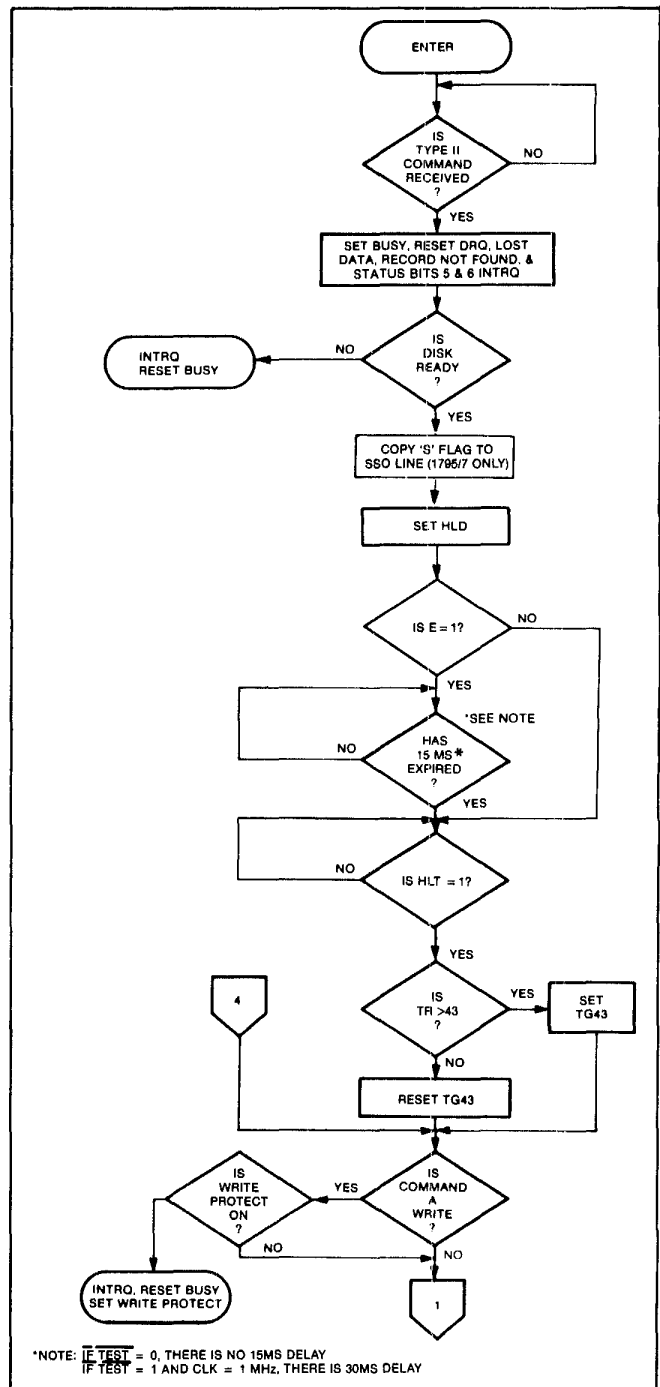 ENTER
IS
TYPE II
COMMAND
RECEIVED
?
NO
YES
SET BUSY, RESET DRQ, LOST
DATA, RECORD NOT FOUND, &
STATUS BITS 5 & 6 INTRQ
IS
DISK
READY
?
NO
INTRQ
RESET BUSY
YES
COPY 'S' FLAG TO
SSO LINE (1795/7 ONLY)
SET HLD
IS E = 1?
NO
YES
*SEE NOTE
HAS
15 MS*
EXPIRED
?
NO
YES
IS HLT = 1?
NO
YES
4
IS
TR >43
?
YES
SET
TG43
NO
RESET TG43
IS
COMMAND
A
WRITE
?
YES
IS
WRITE
PROTECT
ON
?
NO
NO
INTRQ, RESET BUSY
SET WRITE PROTECT
1
*NOTE: IF TEST = 0, THERE IS NO 15MS DELAY
IF TEST = 1 AND CLK = 1 MHz, THERE IS 30MS DELAY